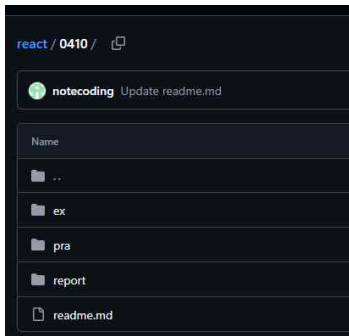 react / 0410 /
notecoding Update readme.md
Name
..
ex
pra
report
readme.md